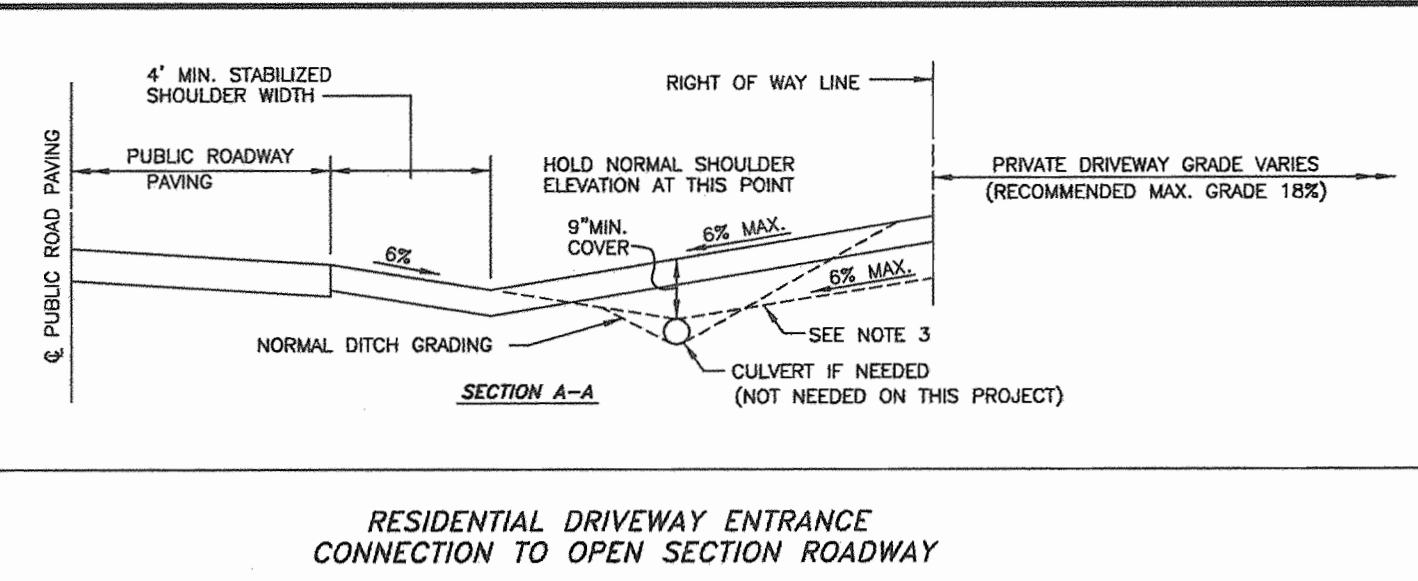 4' MIN. STABILIZED
SHOULDER WIDTH
RIGHT OF WAY LINE
℄ PUBLIC ROAD PAVING
PUBLIC ROADWAY
PAVING
HOLD NORMAL SHOULDER
ELEVATION AT THIS POINT
PRIVATE DRIVEWAY GRADE VARIES
(RECOMMENDED MAX. GRADE 18%)
9"MIN.
COVER
6% MAX.
6%
6% MAX.
NORMAL DITCH GRADING
SEE NOTE 3
CULVERT IF NEEDED
(NOT NEEDED ON THIS PROJECT)
SECTION A-A
RESIDENTIAL DRIVEWAY ENTRANCE
CONNECTION TO OPEN SECTION ROADWAY